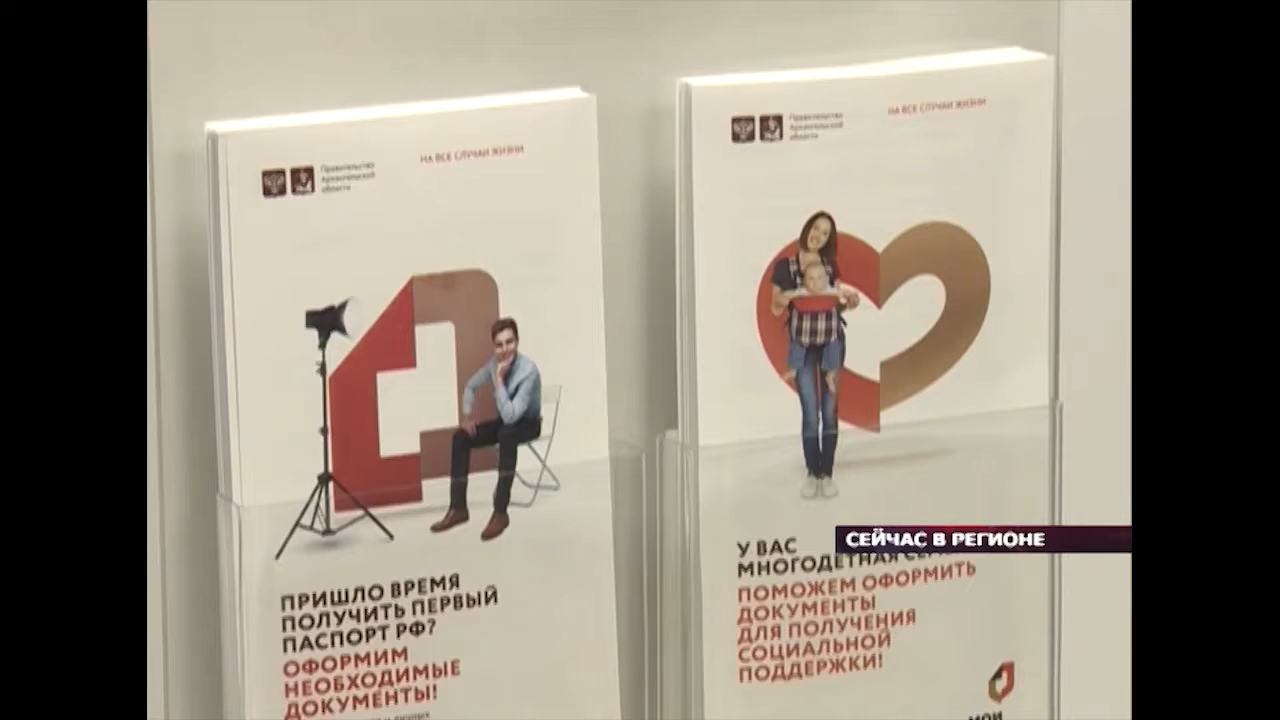 Правительство
Архангельской
области
НА ВСЕ СЛУЧАИ ЖИЗНИ
ПРИШЛО ВРЕМЯ
ПОЛУЧИТЬ ПЕРВЫЙ
ПАСПОРТ РФ?
ОФОРМИМ
НЕОБХОДИМЫЕ
ДОКУМЕНТЫ!
Правительство
Архангельской
области
НА ВСЕ СЛУЧАИ ЖИЗНИ
У ВАС
МНОГОДЕТНАЯ
ПОМОЖЕМ ОФОРМИТЬ
ДОКУМЕНТЫ
ДЛЯ ПОЛУЧЕНИЯ
СОЦИАЛЬНОЙ
ПОДДЕРЖКИ!
МОИ
СЕЙЧАС В РЕГИОНЕ